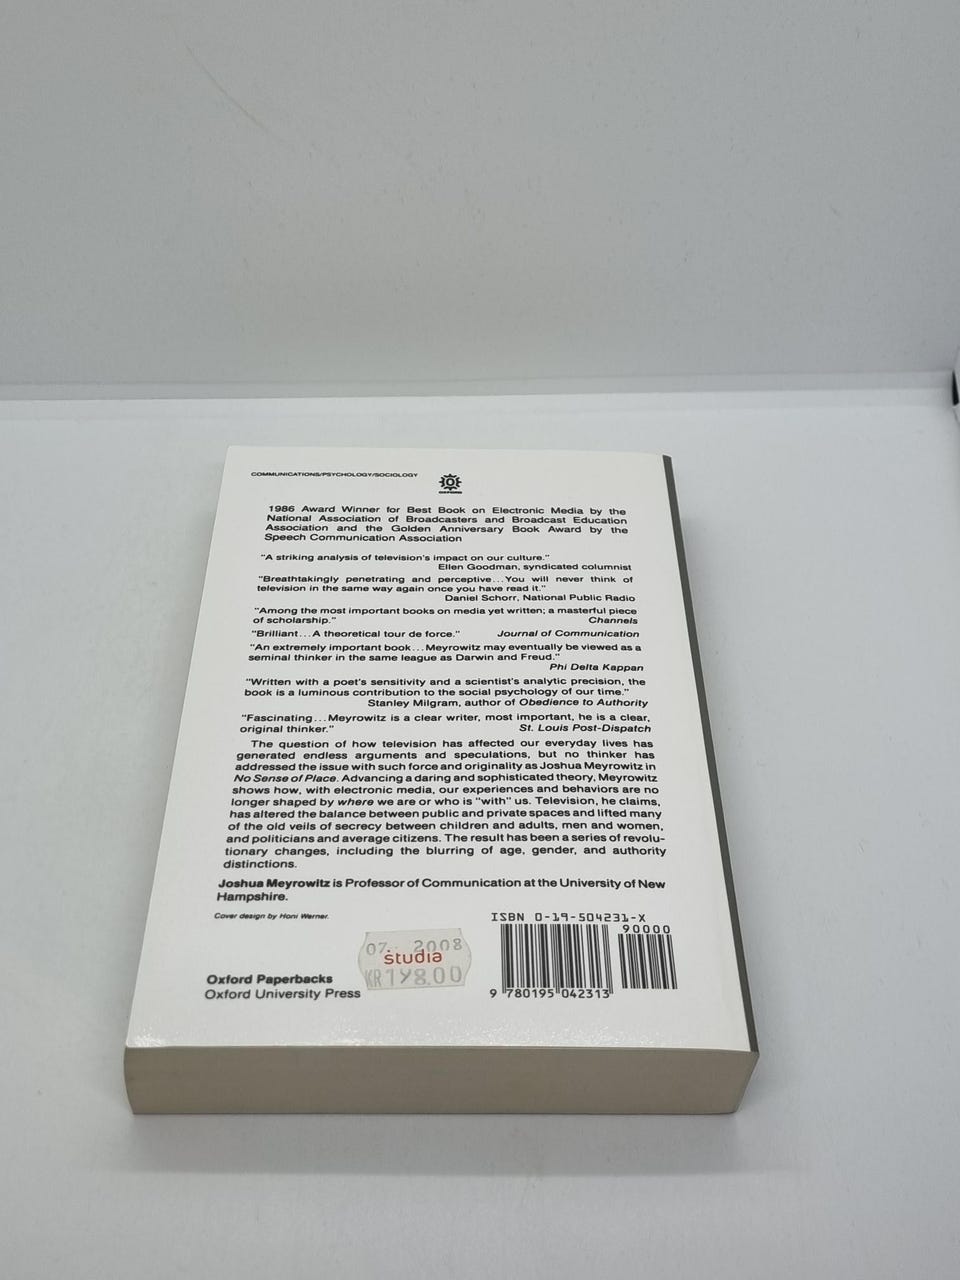 COMMUNICATIONS/PSYCHOLOGY/SOCIOLOGY
OXFORD
1986 Award Winner for Best Book on Electronic Media by the
National Association of Broadcasters and Broadcast Education
Association and the Golden Anniversary Book Award by the
Speech Communication Association
"A striking analysis of television's impact on our culture."
Ellen Goodman, syndicated columnist
"Breathtakingly penetrating and perceptive...You will never think of
television in the same way again once you have read it."
Daniel Schorr, National Public Radio
"Among the most important books on media yet written; a masterful piece
of scholarship." Channels
"Brilliant...A theoretical tour de force." Journal of Communication
"An extremely important book...Meyrowitz may eventually be viewed as a
seminal thinker in the same league as Darwin and Freud."
Phi Delta Kappan
"Written with a poet's sensitivity and a scientist's analytic precision, the
book is a luminous contribution to the social psychology of our time."
Stanley Milgram, author of Obedience to Authority
"Fascinating...Meyrowitz is a clear writer, most important, he is a clear,
original thinker." St. Louis Post-Dispatch
The question of how television has affected our everyday lives has
generated endless arguments and speculations, but no thinker has
addressed the issue with such force and originality as Joshua Meyrowitz in
No Sense of Place. Advancing a daring and sophisticated theory, Meyrowitz
shows how, with electronic media, our experiences and behaviors are no
longer shaped by where we are or who is "with" us. Television, he claims,
has altered the balance between public and private spaces and lifted many
of the old veils of secrecy between children and adults, men and women,
and politicians and average citizens. The result has been a series of revolu-
tionary changes, including the blurring of age, gender, and authority
distinctions.
Joshua Meyrowitz is Professor of Communication at the University of New
Hampshire.
Cover design by Honi Werner.
ISBN 0-19-504231-X
90000
07. 2008
studia
KR198.00
Oxford Paperbacks
Oxford University Press
9 780195 042313